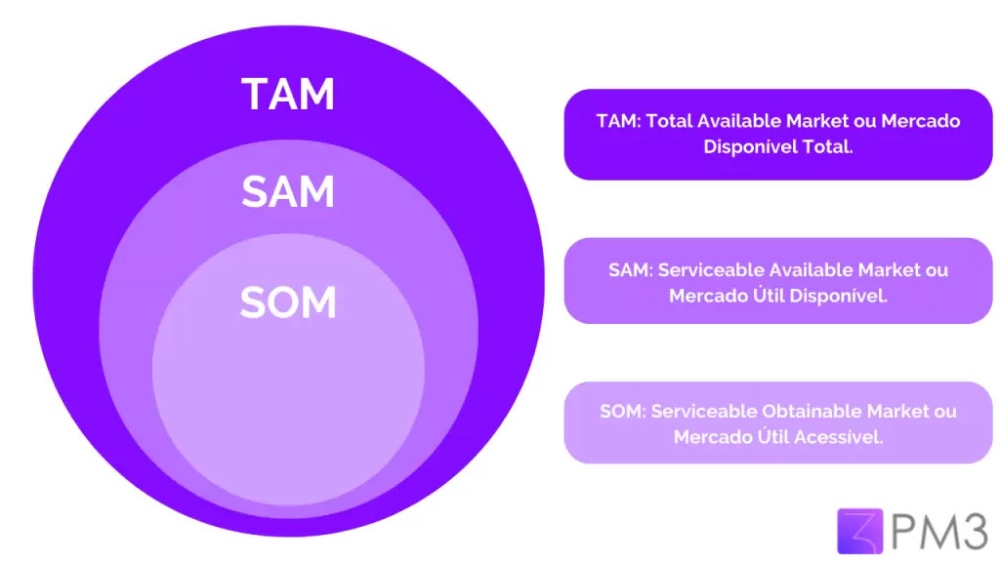 TAM
SAM
SOM
TAM: Total Available Market ou Mercado
Disponível Total.
SAM: Serviceable Available Market ou
Mercado Útil Disponível.
SOM: Serviceable Obtainable Market ou
Mercado Útil Acessível.
PM3